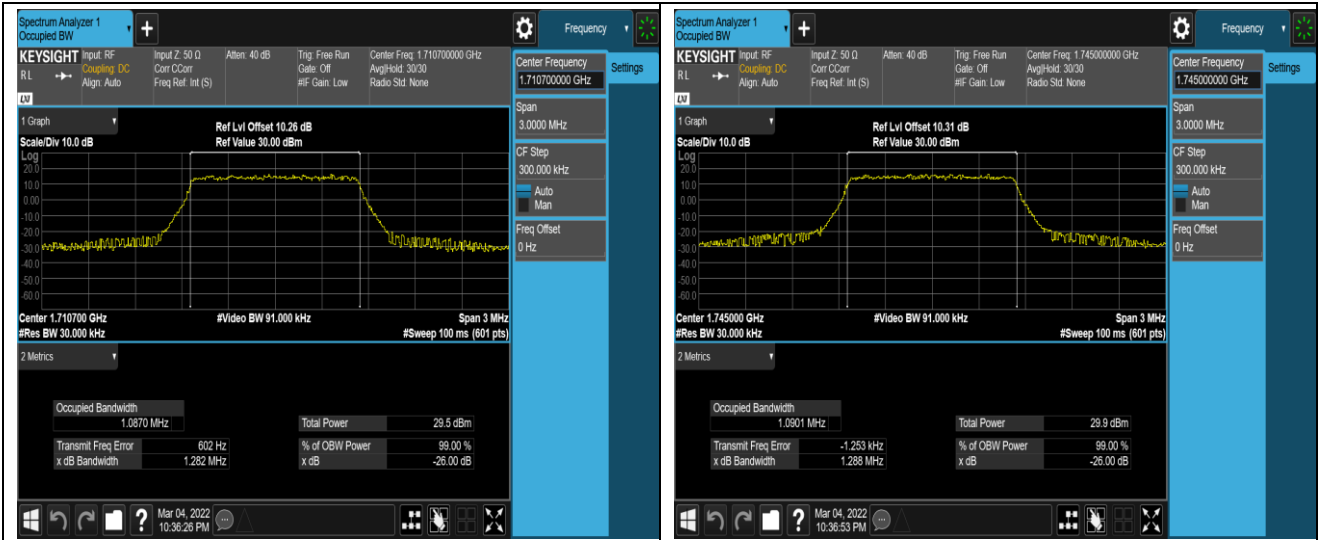 Spectrum Analyzer 1
Occupied BW
+
Frequency
KEYSIGHT
RL
LXI
Input: RF
Coupling: DC
Align: Auto
Input Z: 50 Ω
Corr CCorr
Freq Ref: Int (S)
Atten: 40 dB
Trig: Free Run
Gate: Off
#IF Gain: Low
Center Freq: 1.710700000 GHz
Avg|Hold: 30/30
Radio Std: None
Center Frequency
1.710700000 GHz
Settings
Span
3.0000 MHz
CF Step
300.000 kHz
Auto
Man
Freq Offset
0 Hz
1 Graph
Scale/Div 10.0 dB
Ref Lvl Offset 10.26 dB
Ref Value 30.00 dBm
Log
20.0
10.0
0.00
-10.0
-20.0
-30.0
-40.0
-50.0
-60.0
Center 1.710700 GHz
#Video BW 91.000 kHz
Span 3 MHz
#Res BW 30.000 kHz
#Sweep 100 ms (601 pts)
2 Metrics
Occupied Bandwidth
1.0870 MHz
Total Power 29.5 dBm
Transmit Freq Error 602 Hz
% of OBW Power 99.00 %
x dB Bandwidth 1.282 MHz
x dB -26.00 dB
?
Mar 04, 2022
10:36:26 PM
Spectrum Analyzer 1
Occupied BW
+
Frequency
KEYSIGHT
RL
LXI
Input: RF
Coupling: DC
Align: Auto
Input Z: 50 Ω
Corr CCorr
Freq Ref: Int (S)
Atten: 40 dB
Trig: Free Run
Gate: Off
#IF Gain: Low
Center Freq: 1.745000000 GHz
Avg|Hold: 30/30
Radio Std: None
Center Frequency
1.745000000 GHz
Settings
Span
3.0000 MHz
CF Step
300.000 kHz
Auto
Man
Freq Offset
0 Hz
1 Graph
Scale/Div 10.0 dB
Ref Lvl Offset 10.31 dB
Ref Value 30.00 dBm
Log
20.0
10.0
0.00
-10.0
-20.0
-30.0
-40.0
-50.0
-60.0
Center 1.745000 GHz
#Video BW 91.000 kHz
Span 3 MHz
#Res BW 30.000 kHz
#Sweep 100 ms (601 pts)
2 Metrics
Occupied Bandwidth
1.0901 MHz
Total Power 29.9 dBm
Transmit Freq Error -1.253 kHz
% of OBW Power 99.00 %
x dB Bandwidth 1.288 MHz
x dB -26.00 dB
?
Mar 04, 2022
10:36:53 PM